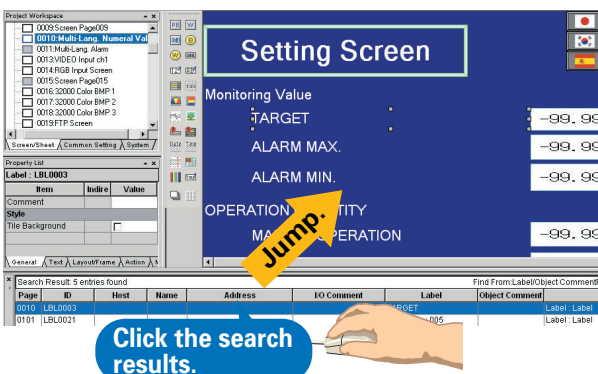 Project Workspace
0009:Screen Page009
0010:Multi-Lang. Numeral Val
0011:Multi-Lang. Alarm
0013:VIDEO Input ch1
0014:RGB Input Screen
0015:Screen Page015
0016:32000 Color BMP 1
0017:32000 Color BMP 2
0018:32000 Color BMP 3
0019:FTP Screen
Screen/Sheet Common Setting System
Property List
Label : LBL0003
Item Indire Value
Comment
Style
Tile Background
General Text Layout/Frame Action
Date Time
Setting Screen
Monitoring Value
TARGET -99.99
ALARM MAX. -99.99
ALARM MIN. -99.99
OPERATION TITY
MA PERATION -99.99
Jump.
Search Result: 5 entries found Find From:Label/Object Comment
Page ID Host Name Address I/O Comment Label Object Comment
0010 LBL0003 TARGET Label : Label
0101 LBL0021 005 Label : Label
Click the search
results.